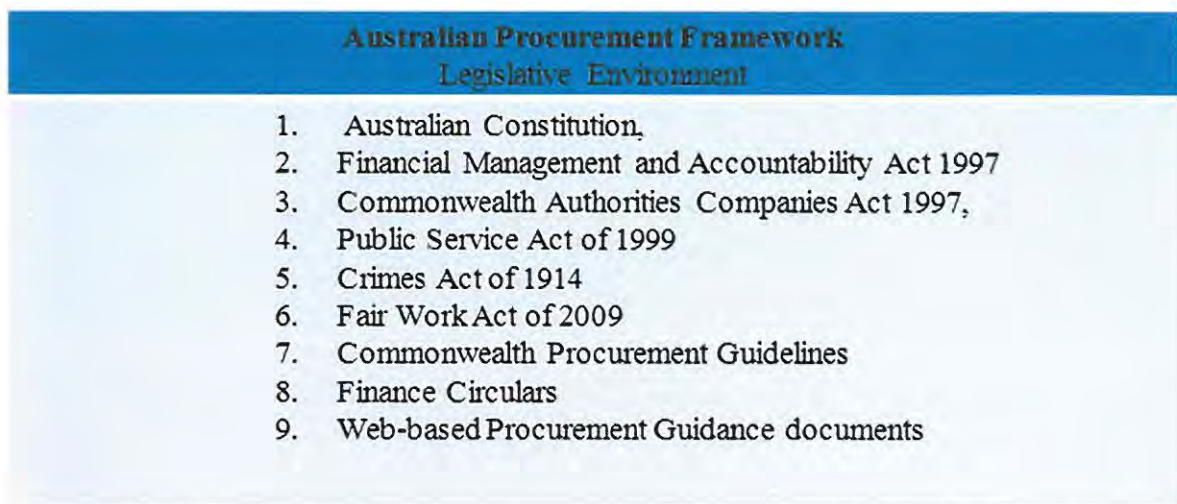 Australian Procurement Framework
Legislative Environment
1. Australian Constitution,
2. Financial Management and Accountability Act 1997
3. Commonwealth Authorities Companies Act 1997,
4. Public Service Act of 1999
5. Crimes Act of 1914
6. Fair Work Act of 2009
7. Commonwealth Procurement Guidelines
8. Finance Circulars
9. Web-based Procurement Guidance documents